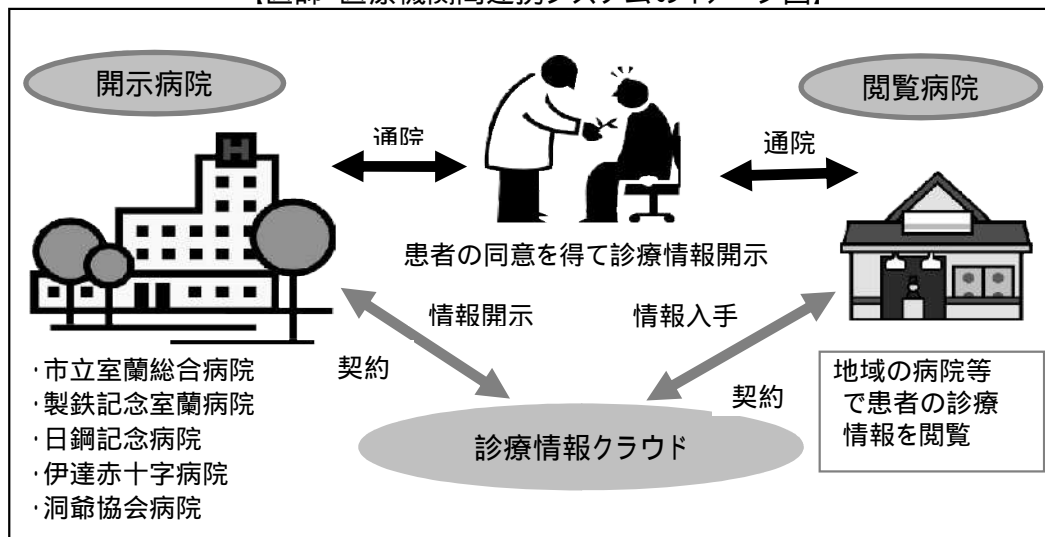 開示病院
閲覧病院
通院
通院
患者の同意を得て診療情報開示
情報開示
情報入手
契約
契約
診療情報クラウド
・市立室蘭総合病院
・製鉄記念室蘭病院
・日鋼記念病院
・伊達赤十字病院
・洞爺協会病院
地域の病院等
で患者の診療
情報を閲覧
H